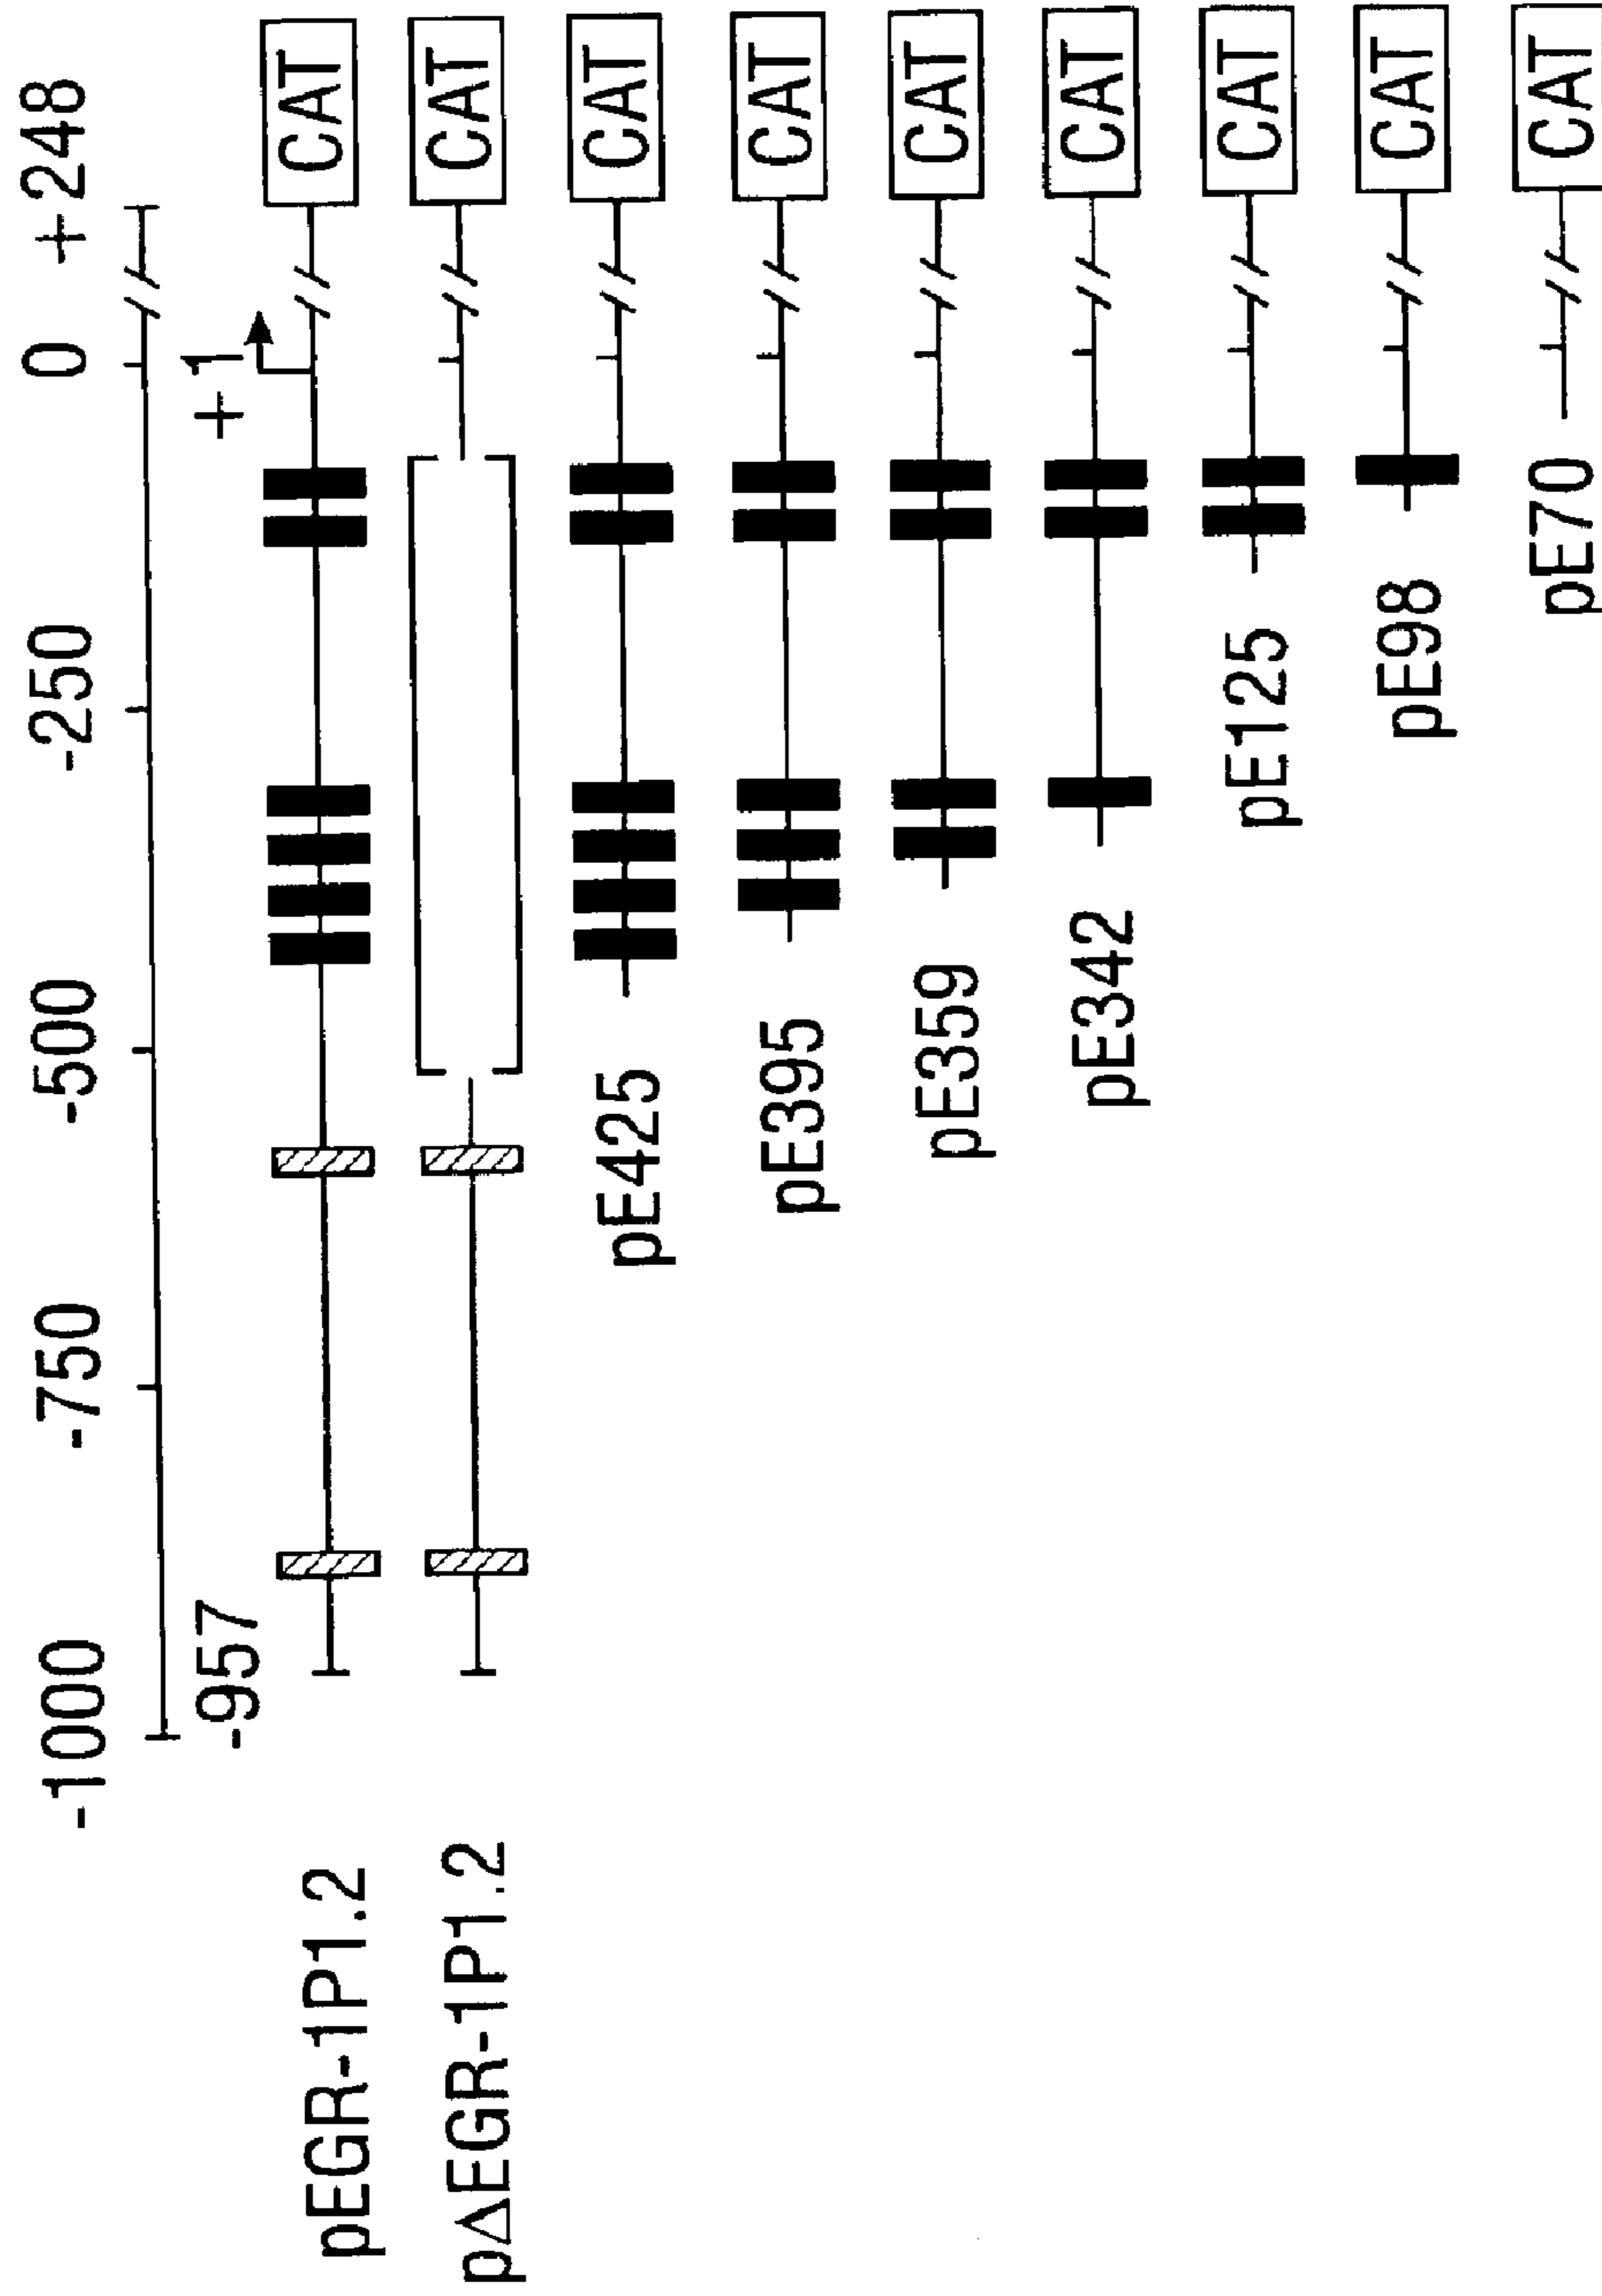 -1000 -750 -500 -250 0 +248
-957 +1
pEGR-1P1.2 CAT
pΔEGR-1P1.2 CAT
pE425 CAT
pE395 CAT
pE359 CAT
pE342 CAT
pE125 CAT
pE98 CAT
pE70 CAT